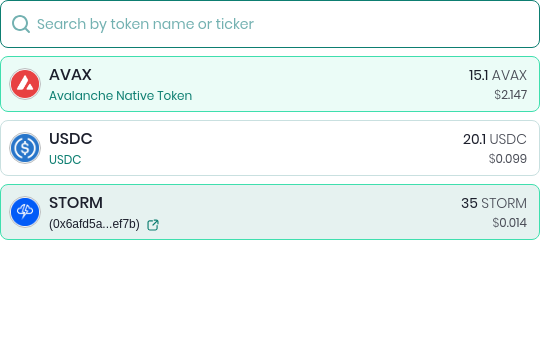 Search by token name or ticker
AVAX
15.1 AVAX
Avalanche Native Token
$2.147
USDC
20.1 USDC
USDC
$0.099
STORM
35 STORM
(0x6afd5a...ef7b)
$0.014